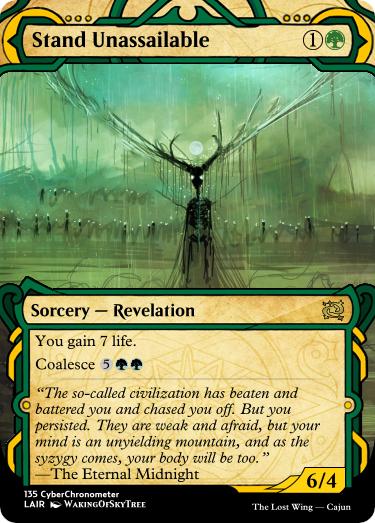 Stand Unassailable
1
Sorcery — Revelation
You gain 7 life.
Coalesce 5
“The so-called civilization has beaten and
battered you and chased you off. But you
persisted. They are weak and afraid, but your
mind is an unyielding mountain, and as the
syzygy comes, your body will be too.”
—The Eternal Midnight
6/4
135 CyberChronometer
LAIR WakingOfSkyTree
The Lost Wing — Cajun